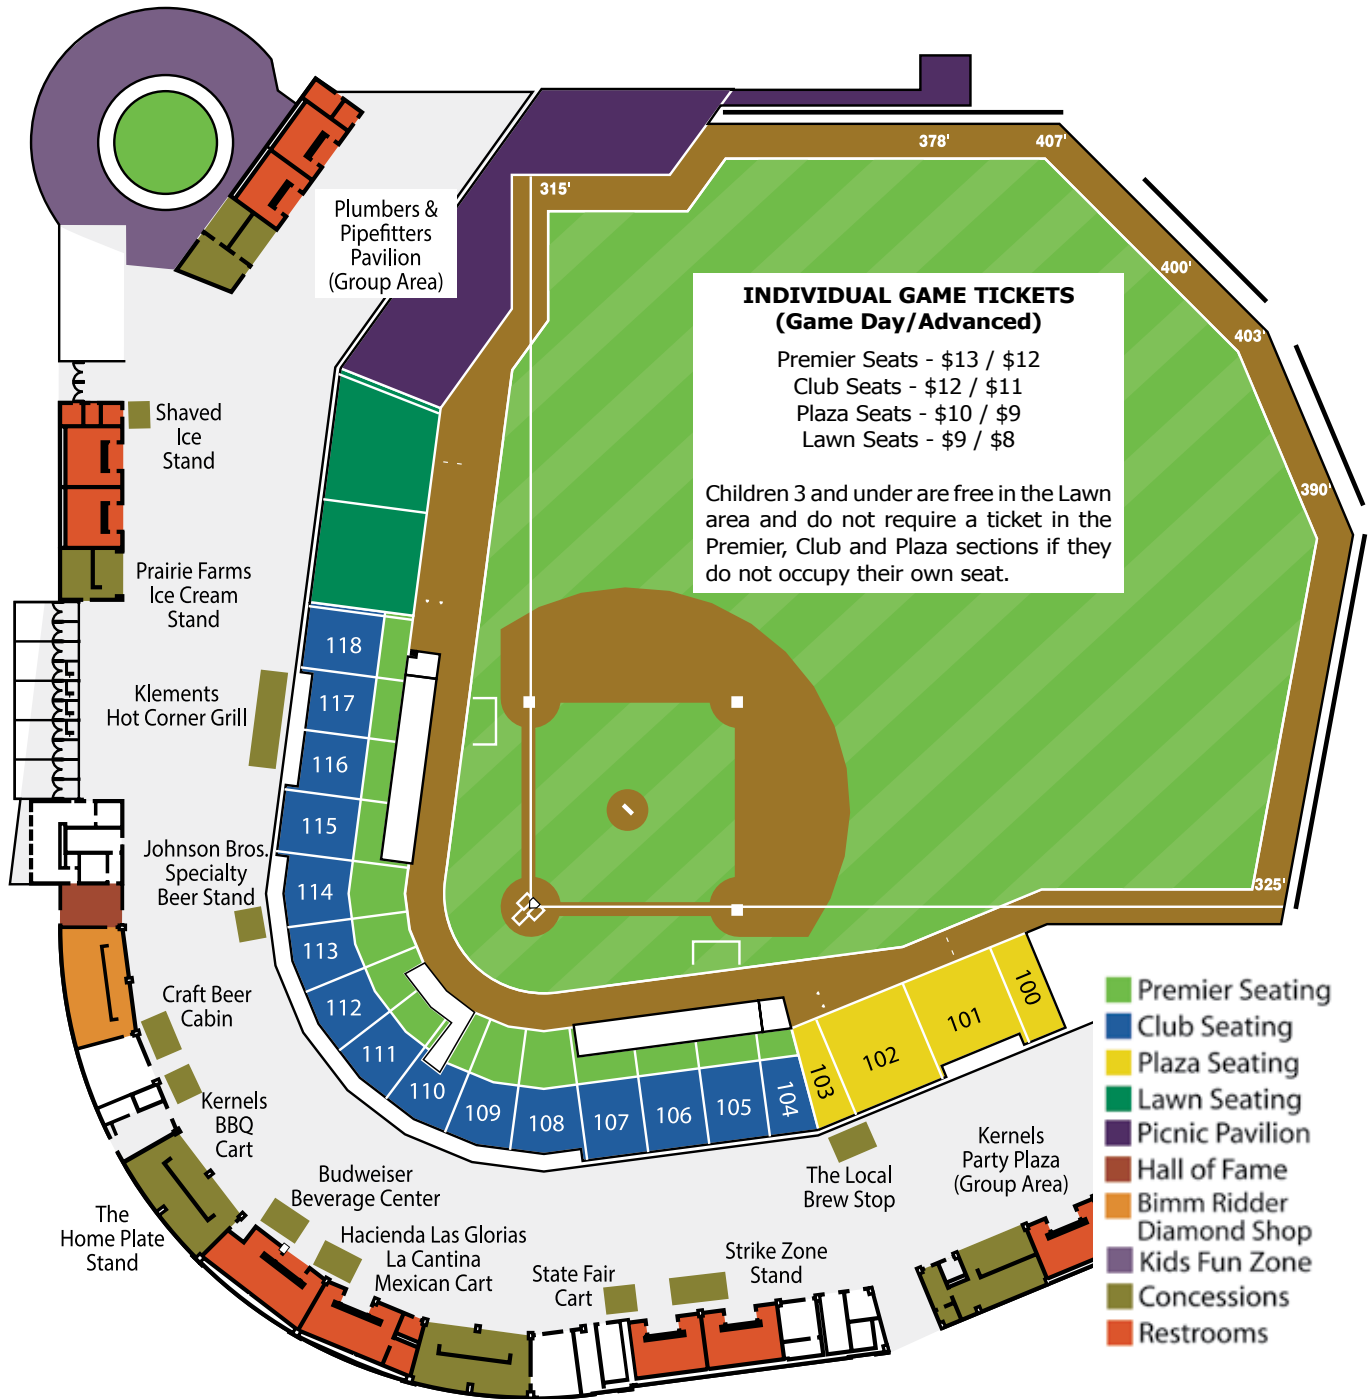 378'
407'
315'
Plumbers &
Pipefitters
Pavilion
(Group Area)
400'
INDIVIDUAL GAME TICKETS
(Game Day/Advanced)
Premier Seats - $13 / $12
Club Seats - $12 / $11
Plaza Seats - $10 / $9
Lawn Seats - $9 / $8
Children 3 and under are free in the Lawn
area and do not require a ticket in the
Premier, Club and Plaza sections if they
do not occupy their own seat.
403'
390'
325'
Shaved
Ice
Stand
Prairie Farms
Ice Cream
Stand
Klements
Hot Corner Grill
Johnson Bros.
Specialty
Beer Stand
Craft Beer
Cabin
Kernels
BBQ
Cart
The
Home Plate
Stand
Budweiser
Beverage Center
Hacienda Las Glorias
La Cantina
Mexican Cart
State Fair
Cart
Strike Zone
Stand
The Local
Brew Stop
Kernels
Party Plaza
(Group Area)
118
117
116
115
114
113
112
111
110
109
108
107
106
105
104
103
102
101
100
Premier Seating
Club Seating
Plaza Seating
Lawn Seating
Picnic Pavilion
Hall of Fame
Bimm Ridder
Diamond Shop
Kids Fun Zone
Concessions
Restrooms